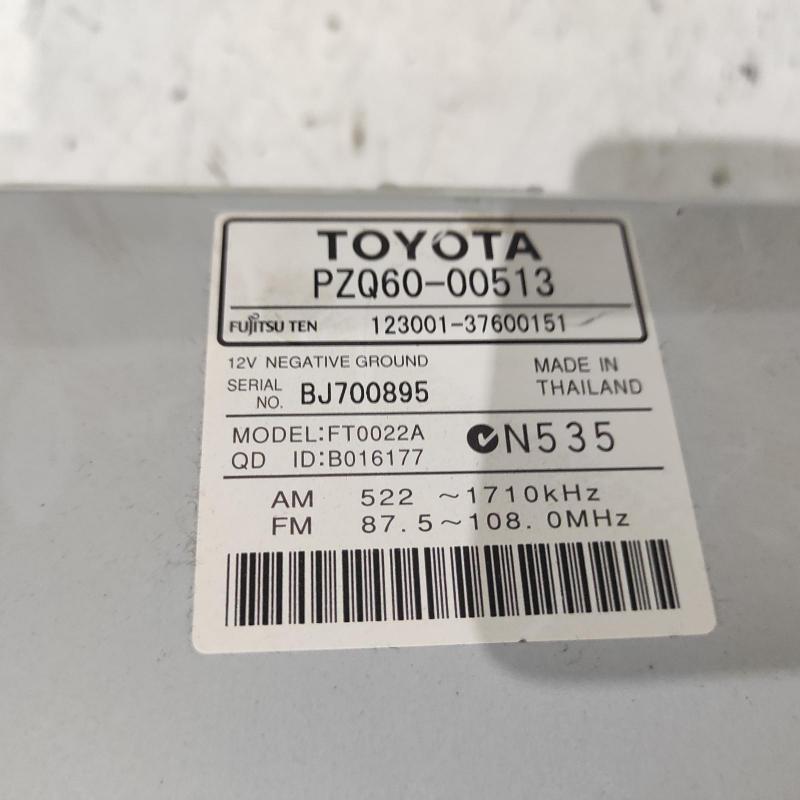 TOYOTA
PZQ60-00513
FUJITSU TEN 123001-37600151
12V NEGATIVE GROUND
SERIAL NO. BJ700895
MADE IN THAILAND
MODEL:FT0022A
QD ID:B016177
N535
AM 522 ~1710kHz
FM 87.5~108.0MHz